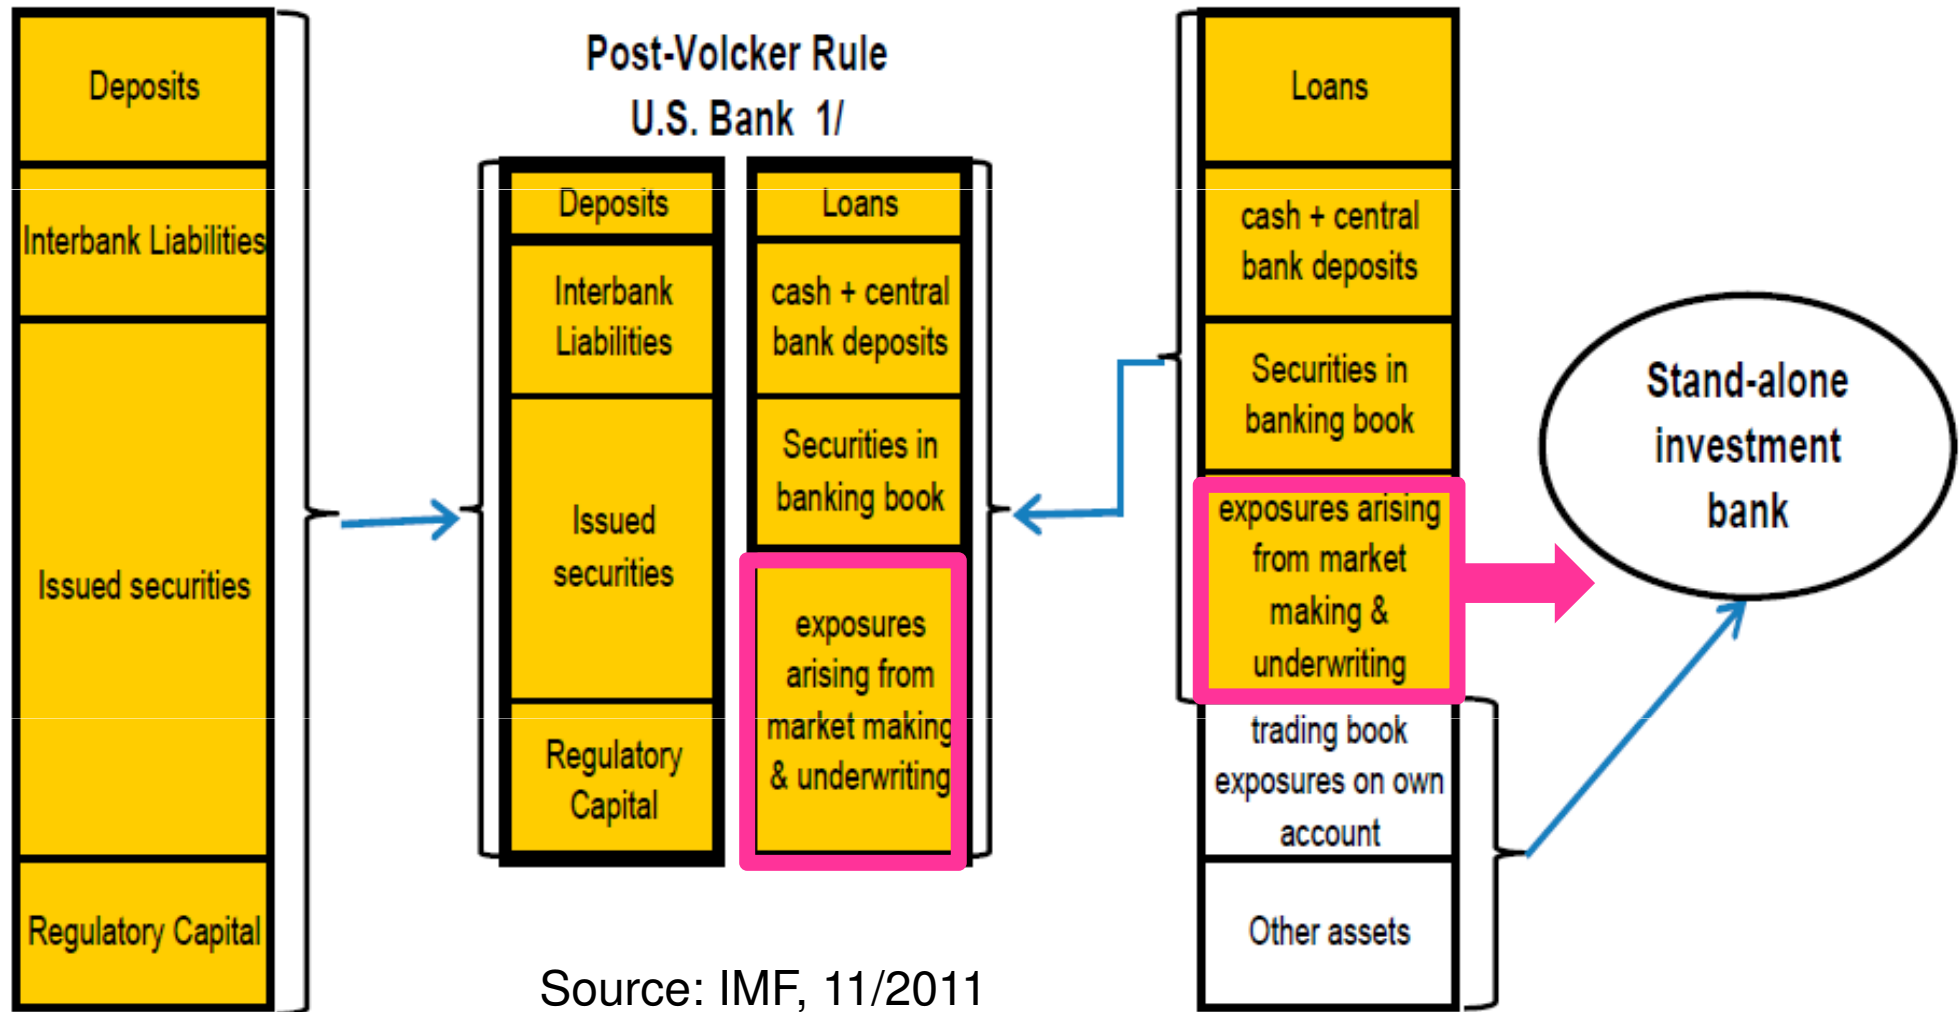 Deposits
Interbank Liabilities
Issued securities
Regulatory Capital
Post-Volcker Rule
U.S. Bank 1/
Deposits
Interbank
Liabilities
Issued
securities
Regulatory
Capital
Loans
cash + central
bank deposits
Securities in
banking book
exposures
arising from
market making
& underwriting
Loans
cash + central
bank deposits
Securities in
banking book
exposures arising
from market
making &
underwriting
trading book
exposures on own
account
Other assets
Stand-alone
investment
bank
Source: IMF, 11/2011